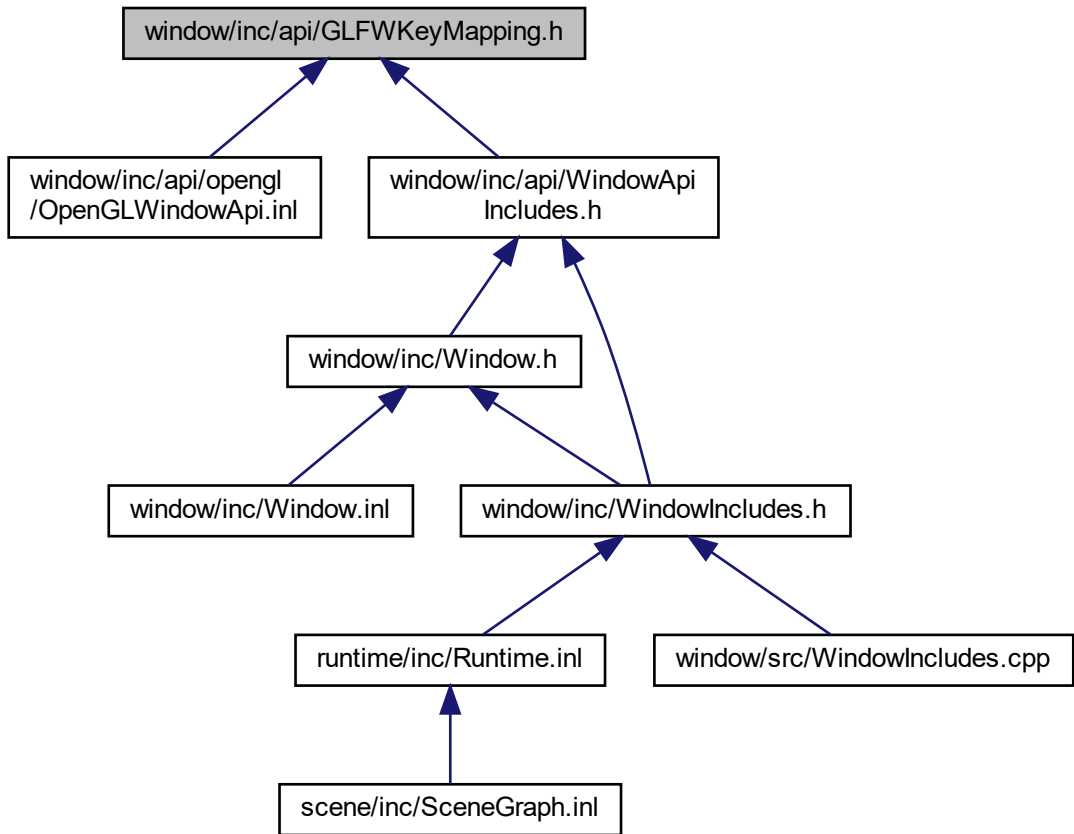 window/inc/api/GLFWKeyMapping.h
window/inc/api/opengl
/OpenGLWindowApi.inl
window/inc/api/WindowApi
Includes.h
window/inc/Window.h
window/inc/Window.inl
window/inc/WindowIncludes.h
runtime/inc/Runtime.inl
window/src/WindowIncludes.cpp
scene/inc/SceneGraph.inl